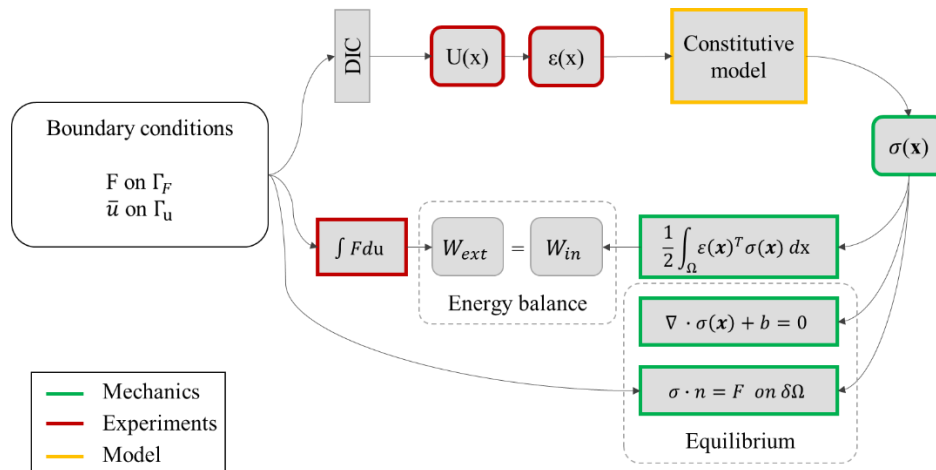 DIC
U(x)
ε(x)
Constitutive
model
Boundary conditions
F on Γ_F
ū on Γ_u
σ(𝐱)
∫ Fdu
W_ext = W_in
1/2 ∫_Ω ε(𝒙)^T σ(𝒙) dx
Energy balance
∇ · σ(𝒙) + b = 0
σ · n = F on δΩ
Equilibrium
Mechanics
Experiments
Model